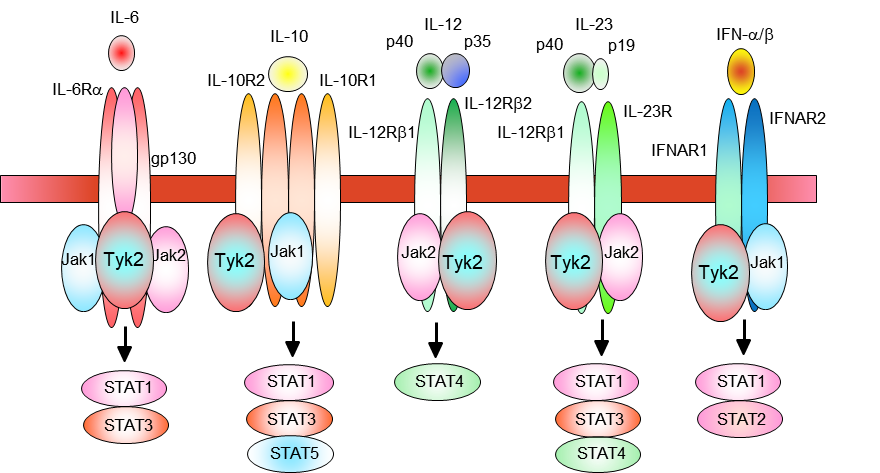 IL-6
IL-6Rα
gp130
Jak1
Tyk2
Jak2
STAT1
STAT3
IL-10
IL-10R2
IL-10R1
Tyk2
Jak1
STAT1
STAT3
STAT5
IL-12
p40
p35
IL-12Rβ1
IL-12Rβ2
Jak2
Tyk2
STAT4
IL-23
p40
p19
IL-12Rβ1
IL-23R
Tyk2
Jak2
STAT1
STAT3
STAT4
IFN-α/β
IFNAR1
IFNAR2
Tyk2
Jak1
STAT1
STAT2